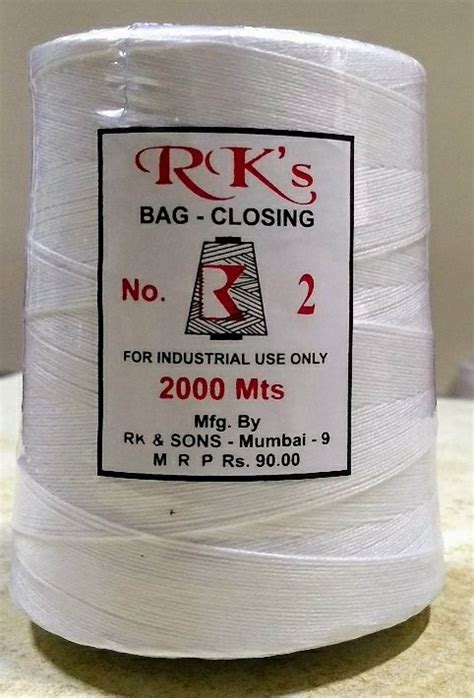 RK's
BAG - CLOSING
No. R 2
FOR INDUSTRIAL USE ONLY
2000 Mts
Mfg. By
RK & SONS - Mumbai - 9
M R P Rs. 90.00